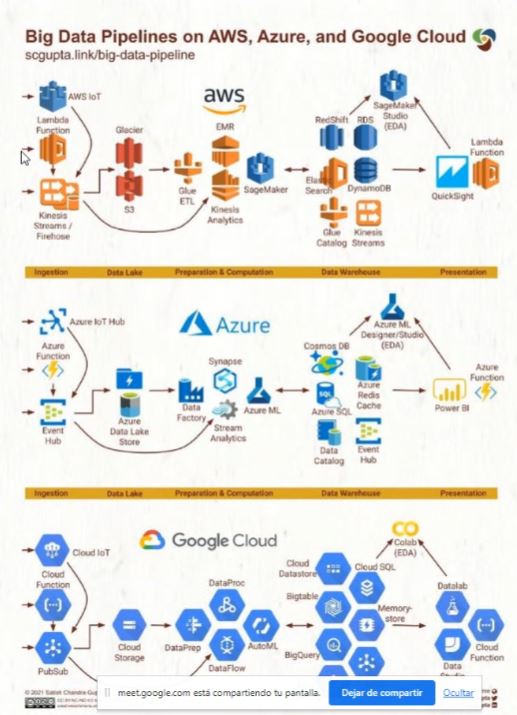 Big Data Pipelines on AWS, Azure, and Google Cloud
scgupta.link/big-data-pipeline
aws
AWS IoT
Lambda
Function
Kinesis
Streams /
Firehose
Glacier
S3
Glue
ETL
EMR
Kinesis
Analytics
SageMaker
SageMaker
Studio
(EDA)
RedShift
RDS
Elastic
Search
DynamoDB
Glue
Catalog
Kinesis
Streams
QuickSight
Lambda
Function
Ingestion
Data Lake
Preparation & Computation
Data Warehouse
Presentation
Azure
Azure IoT Hub
Azure
Function
Event
Hub
Azure
Data Lake
Store
Data
Factory
Synapse
Stream
Analytics
Azure ML
Azure ML
Designer/Studio
(EDA)
Cosmos DB
Azure
Redis
Cache
Azure SQL
SQL
Data
Catalog
Event
Hub
Power BI
Azure
Function
Ingestion
Data Lake
Preparation & Computation
Data Warehouse
Presentation
Google Cloud
Cloud IoT
Cloud
Function
PubSub
Cloud
Storage
DataPrep
DataProc
DataFlow
AutoML
Colab
(EDA)
Cloud
Datastore
Cloud SQL
Bigtable
Memory-
store
BigQuery
Datalab
Data
Cloud
Function
© 2021 Satish Chandra
meet.google.com está compartiendo tu pantalla.
Dejar de compartir
Ocultar